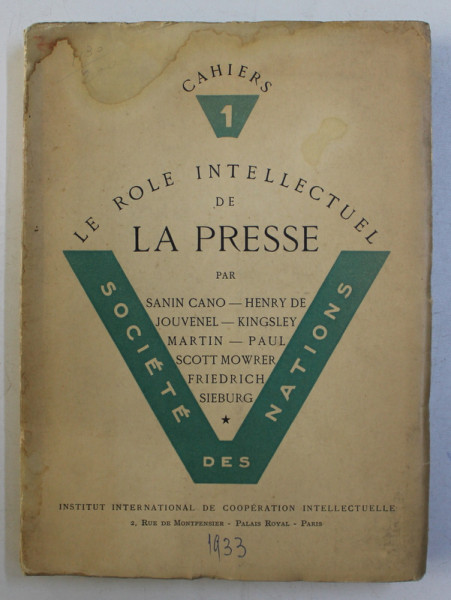 CAHIERS
1
LE ROLE INTELLECTUEL
DE
LA PRESSE
PAR
SANIN CANO — HENRY DE
JOUVENEL — KINGSLEY
MARTIN — PAUL
SCOTT MOWRER
FRIEDRICH
SIEBURG
★
SOCIÉTÉ
DES
NATIONS
INSTITUT INTERNATIONAL DE COOPÉRATION INTELLECTUELLE
2, RUE DE MONTPENSIER - PALAIS ROYAL - PARIS
1933